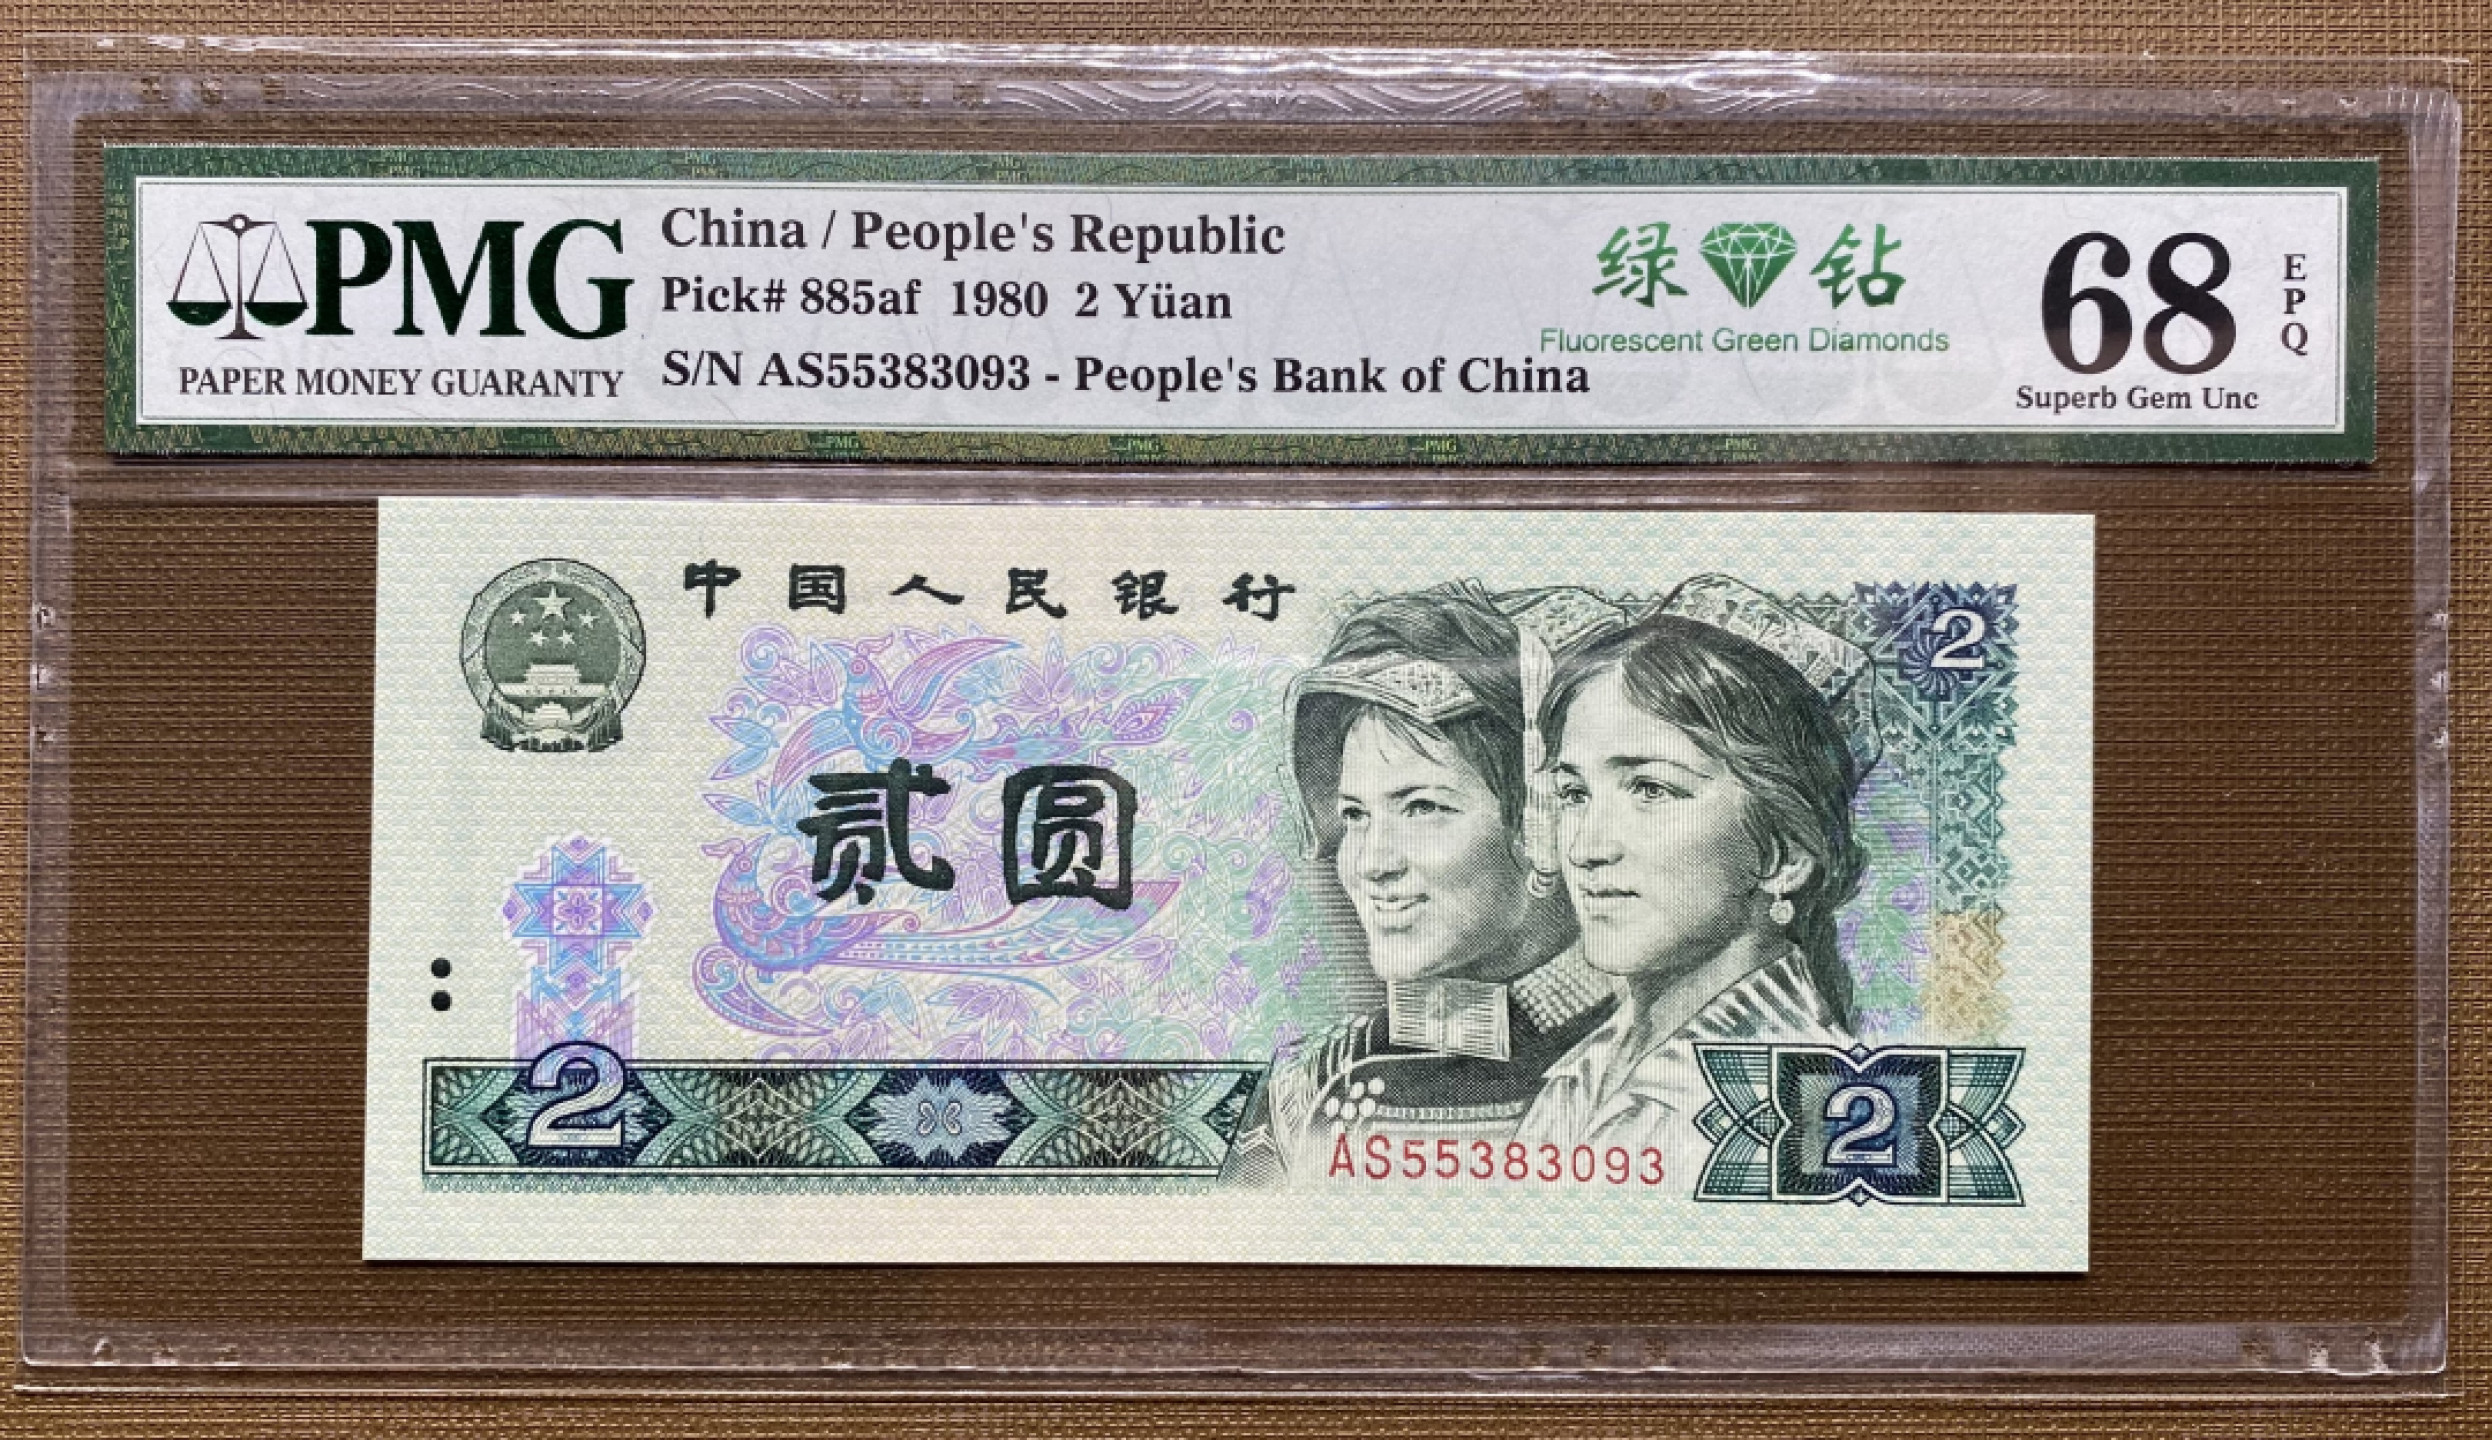 PMG
PAPER MONEY GUARANTY
China / People's Republic
Pick# 885af 1980 2 Yüan
S/N AS55383093 - People's Bank of China
绿钻
Fluorescent Green Diamonds
68
EPQ
Superb Gem Unc
中国人民银行
2
贰圆
2
AS55383093
2